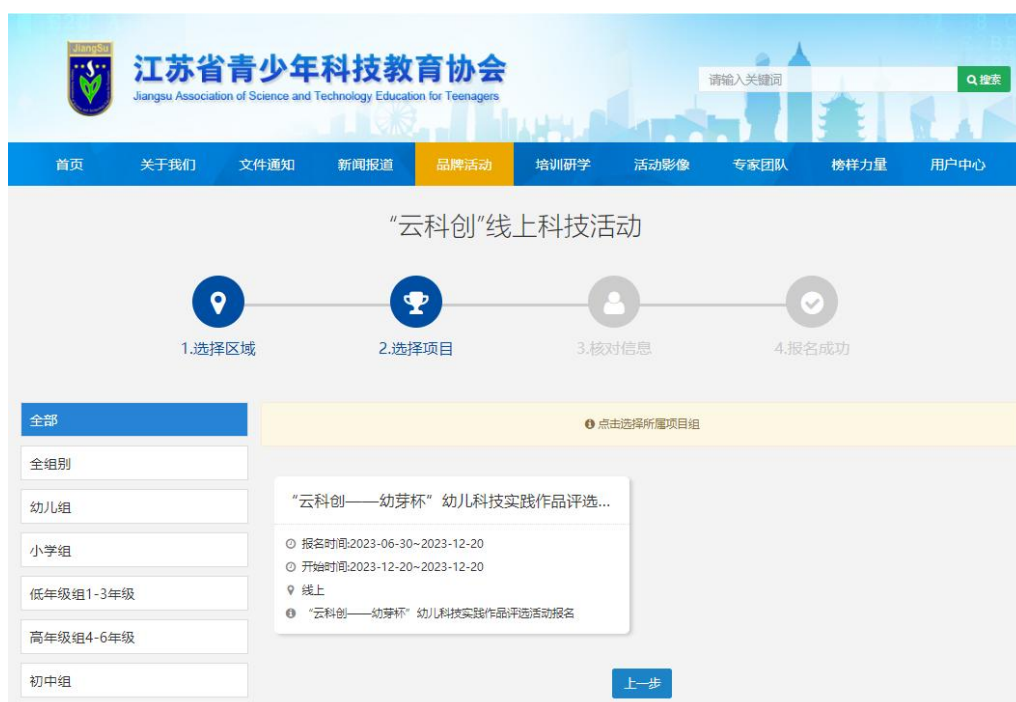 JiangSu
江苏省青少年科技教育协会
Jiangsu Association of Science and Technology Education for Teenagers
请输入关键词
搜索
首页 关于我们 文件通知 新闻报道 品牌活动 培训研学 活动影像 专家团队 榜样力量 用户中心
“云科创”线上科技活动
1.选择区域 2.选择项目 3.核对信息 4.报名成功
全部
点击选择所属项目组
全组别
幼儿组
小学组
低年级组1-3年级
高年级组4-6年级
初中组
“云科创——幼芽杯”幼儿科技实践作品评选...
报名时间:2023-06-30~2023-12-20
开始时间:2023-12-20~2023-12-20
线上
“云科创——幼芽杯”幼儿科技实践作品评选活动报名
上一步